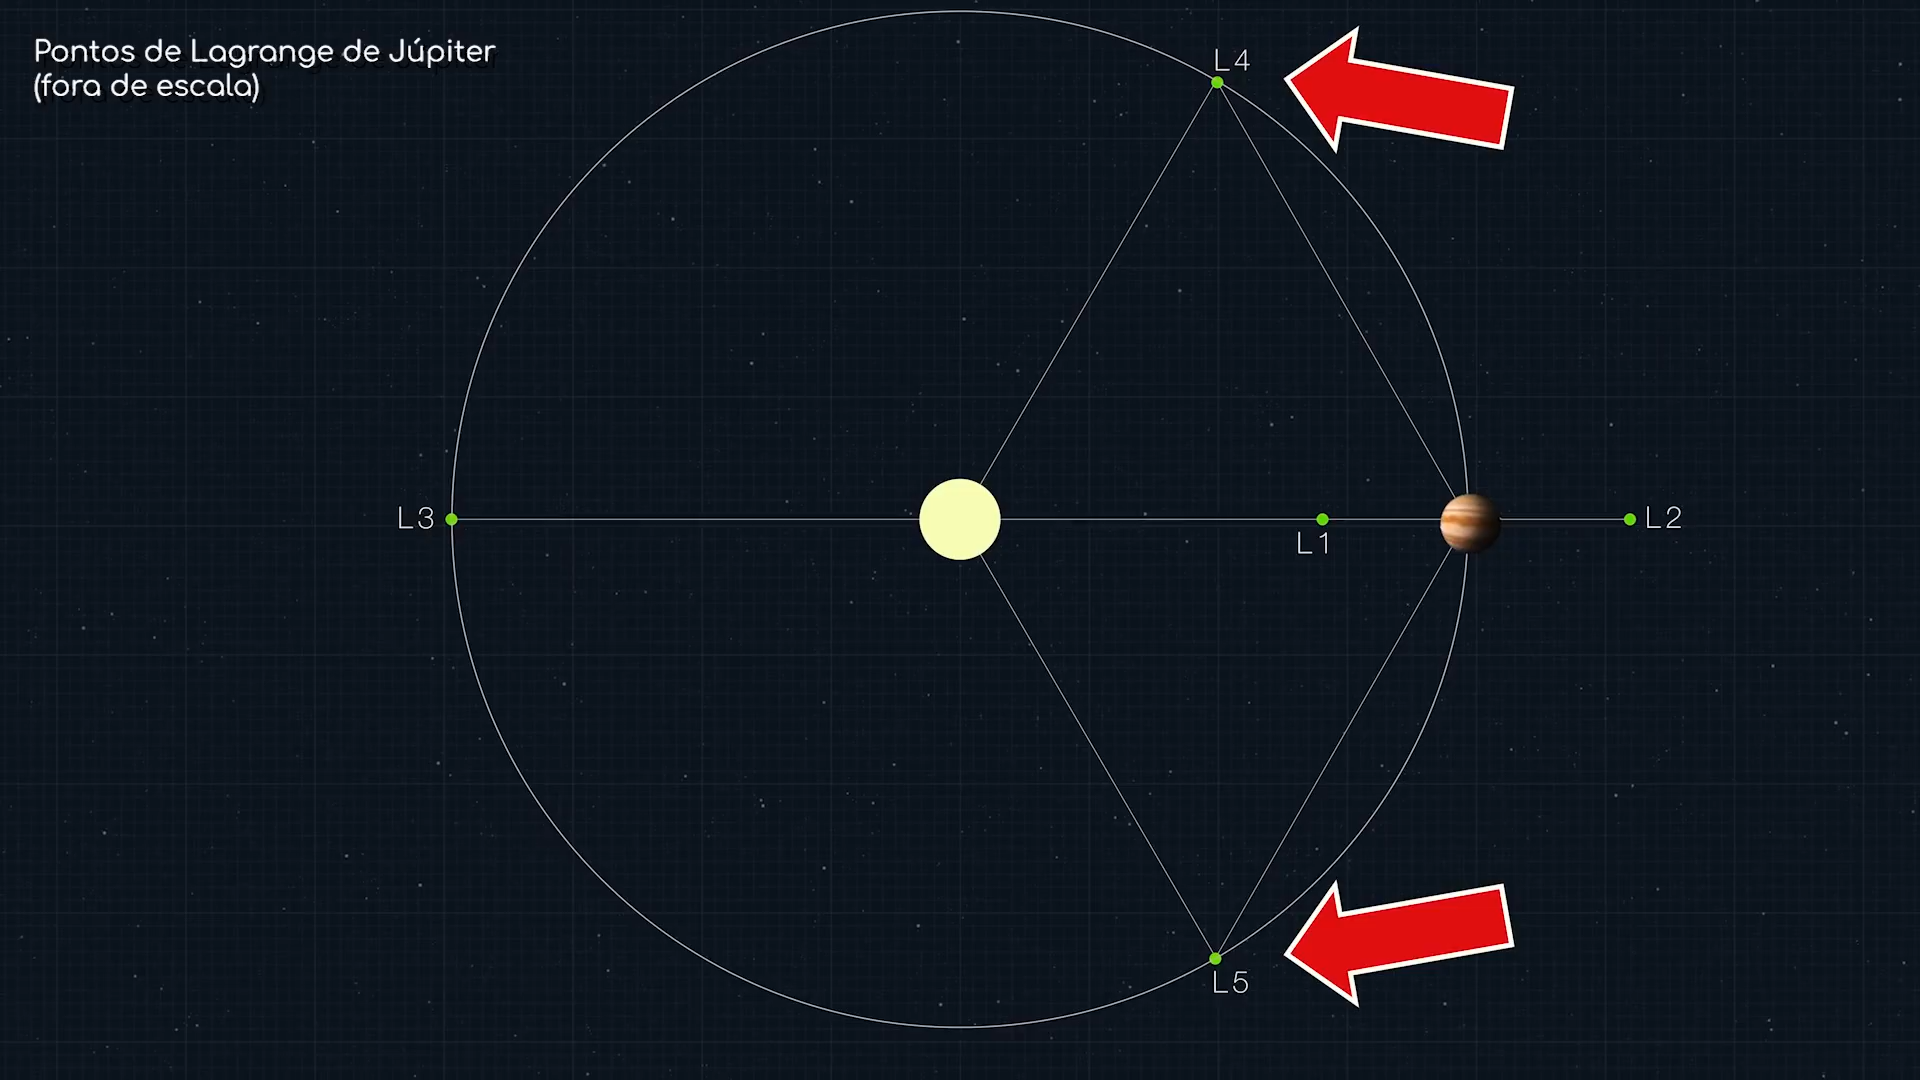 Pontos de Lagrange de Júpiter
(fora de escala)
L4
L3
L1
L2
L5